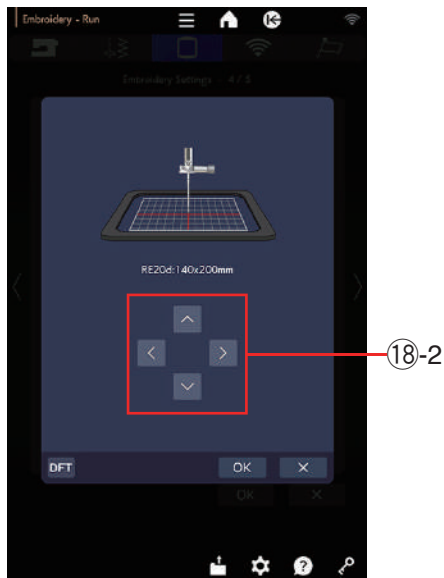 Embroidery - Run
Embroidery Settings - 4 / 5
RE20d:140x200mm
⑱-2
DFT
OK
OK